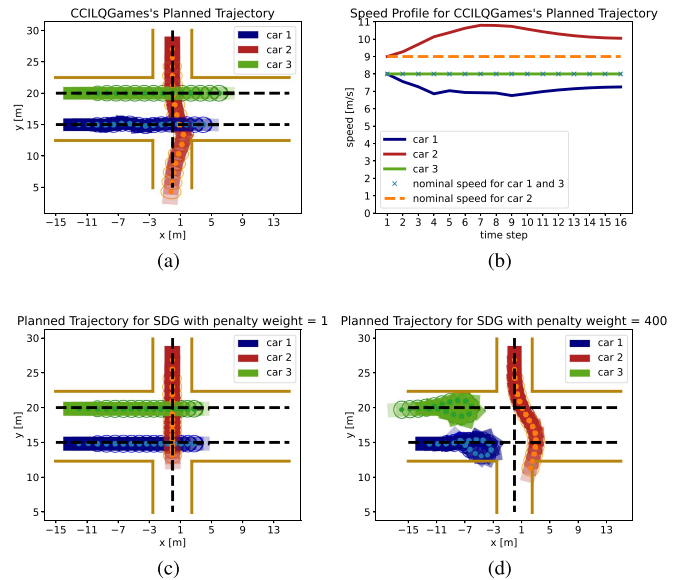 CCILQGames's Planned Trajectory
30
25
20
15
10
5
y [m]
−15 −11 −7 −3 1 5 9 13
x [m]
car 1
car 2
car 3
(a)
Speed Profile for CCILQGames's Planned Trajectory
11
10
9
8
7
6
5
4
3
2
1
0
speed [m/s]
1 2 3 4 5 6 7 8 9 10 11 12 13 14 15 16
time step
car 1
car 2
car 3
nominal speed for car 1 and 3
nominal speed for car 2
(b)
Planned Trajectory for SDG with penalty weight = 1
30
25
20
15
10
5
y [m]
−15 −11 −7 −3 1 5 9 13
x [m]
car 1
car 2
car 3
(c)
Planned Trajectory for SDG with penalty weight = 400
30
25
20
15
10
5
y [m]
−15 −11 −7 −3 1 5 9 13
x [m]
car 1
car 2
car 3
(d)